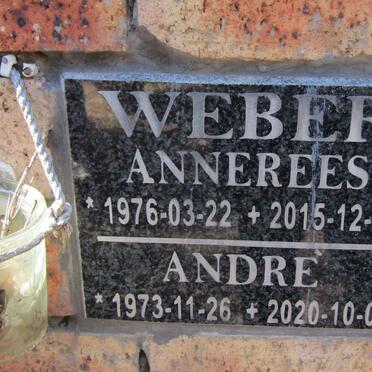 WEBER
ANNEREES
* 1976-03-22 + 2015-12-
ANDRE
* 1973-11-26 + 2020-10-0